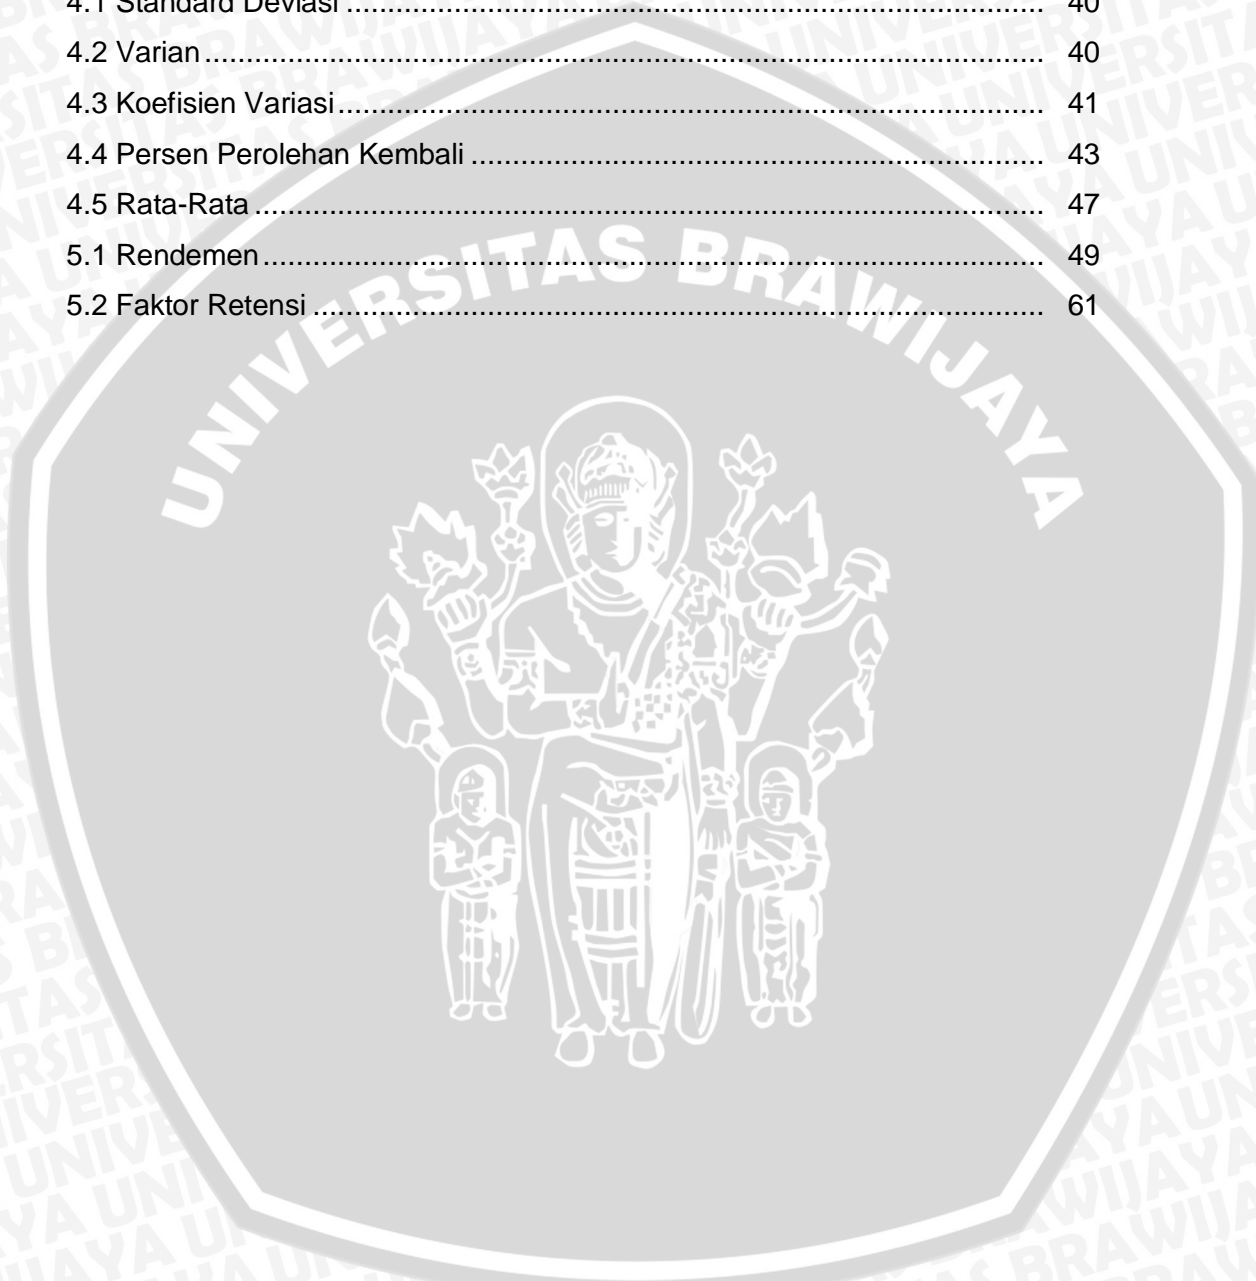 4.1 Standard Deviasi ........................................................................................ 40
4.2 Varian ........................................................................................................ 40
4.3 Koefisien Variasi ........................................................................................ 41
4.4 Persen Perolehan Kembali ........................................................................ 43
4.5 Rata-Rata .................................................................................................. 47
5.1 Rendemen ................................................................................................. 49
5.2 Faktor Retensi ........................................................................................... 61
UNIVERSITAS BRAWIJAYA